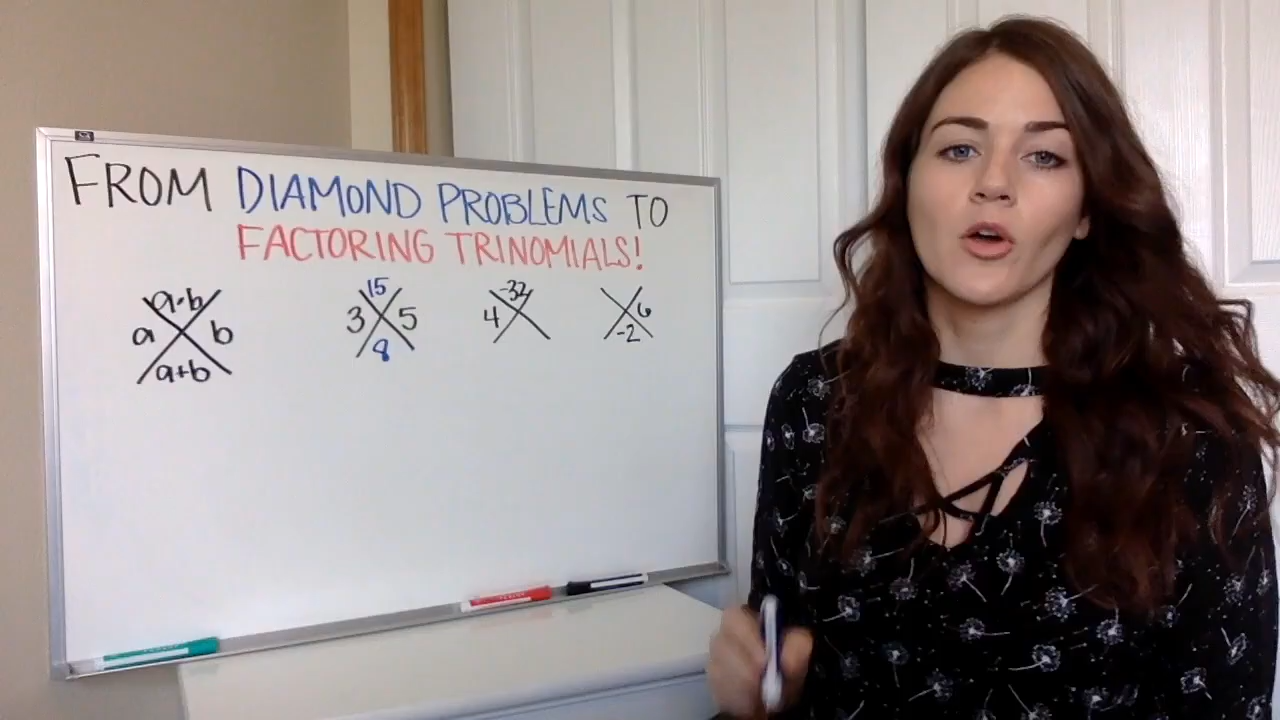 FROM DIAMOND PROBLEMS TO
FACTORING TRINOMIALS!
a·b 15 -32
a b 3 5 4 6
a+b 8 -2